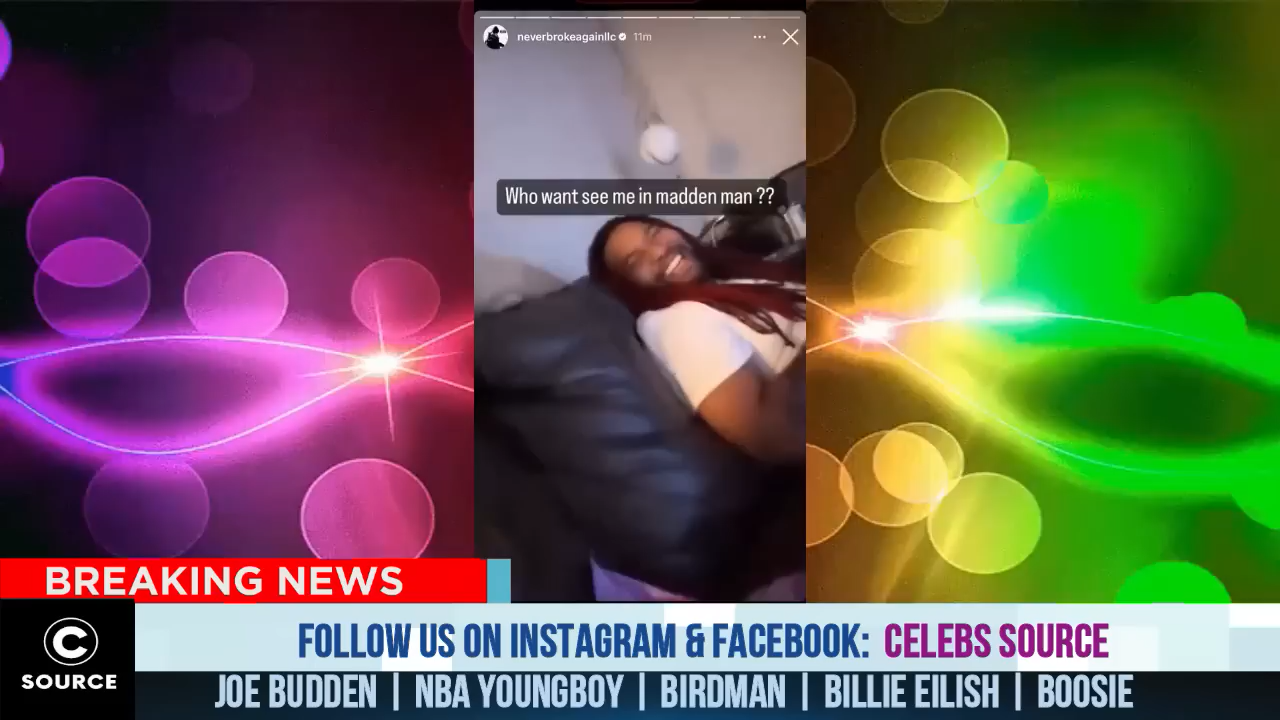 neverbrokeagainllc 11m
Who want see me in madden man ??
BREAKING NEWS
C
SOURCE
FOLLOW US ON INSTAGRAM & FACEBOOK: CELEBS SOURCE
JOE BUDDEN | NBA YOUNGBOY | BIRDMAN | BILLIE EILISH | BOOSIE